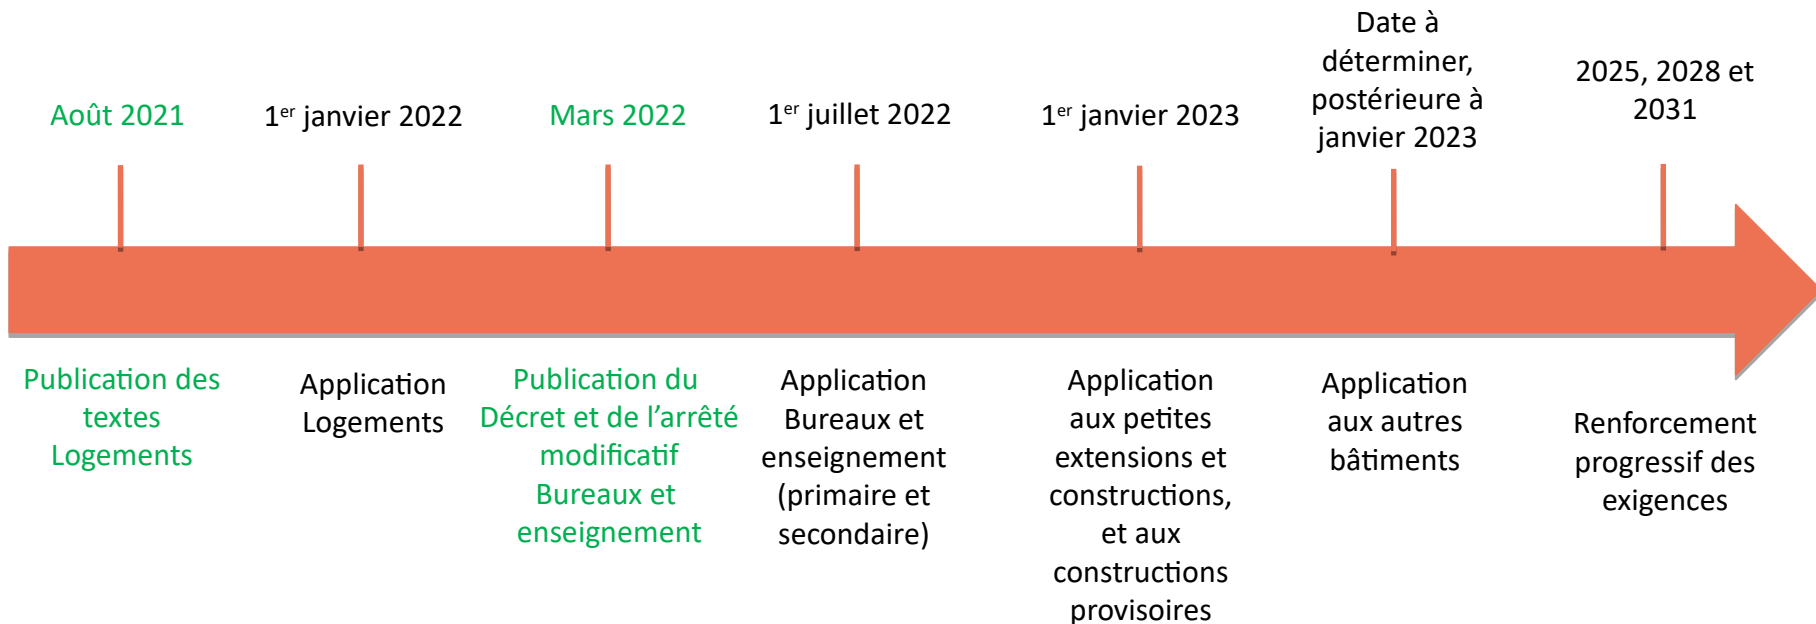 Août 2021
1er janvier 2022
Mars 2022
1er juillet 2022
1er janvier 2023
Date à
déterminer,
postérieure à
janvier 2023
2025, 2028 et
2031
Publication des
textes
Logements
Application
Logements
Publication du
Décret et de l’arrêté
modificatif
Bureaux et
enseignement
Application
Bureaux et
enseignement
(primaire et
secondaire)
Application
aux petites
extensions et
constructions,
et aux
constructions
provisoires
Application
aux autres
bâtiments
Renforcement
progressif des
exigences